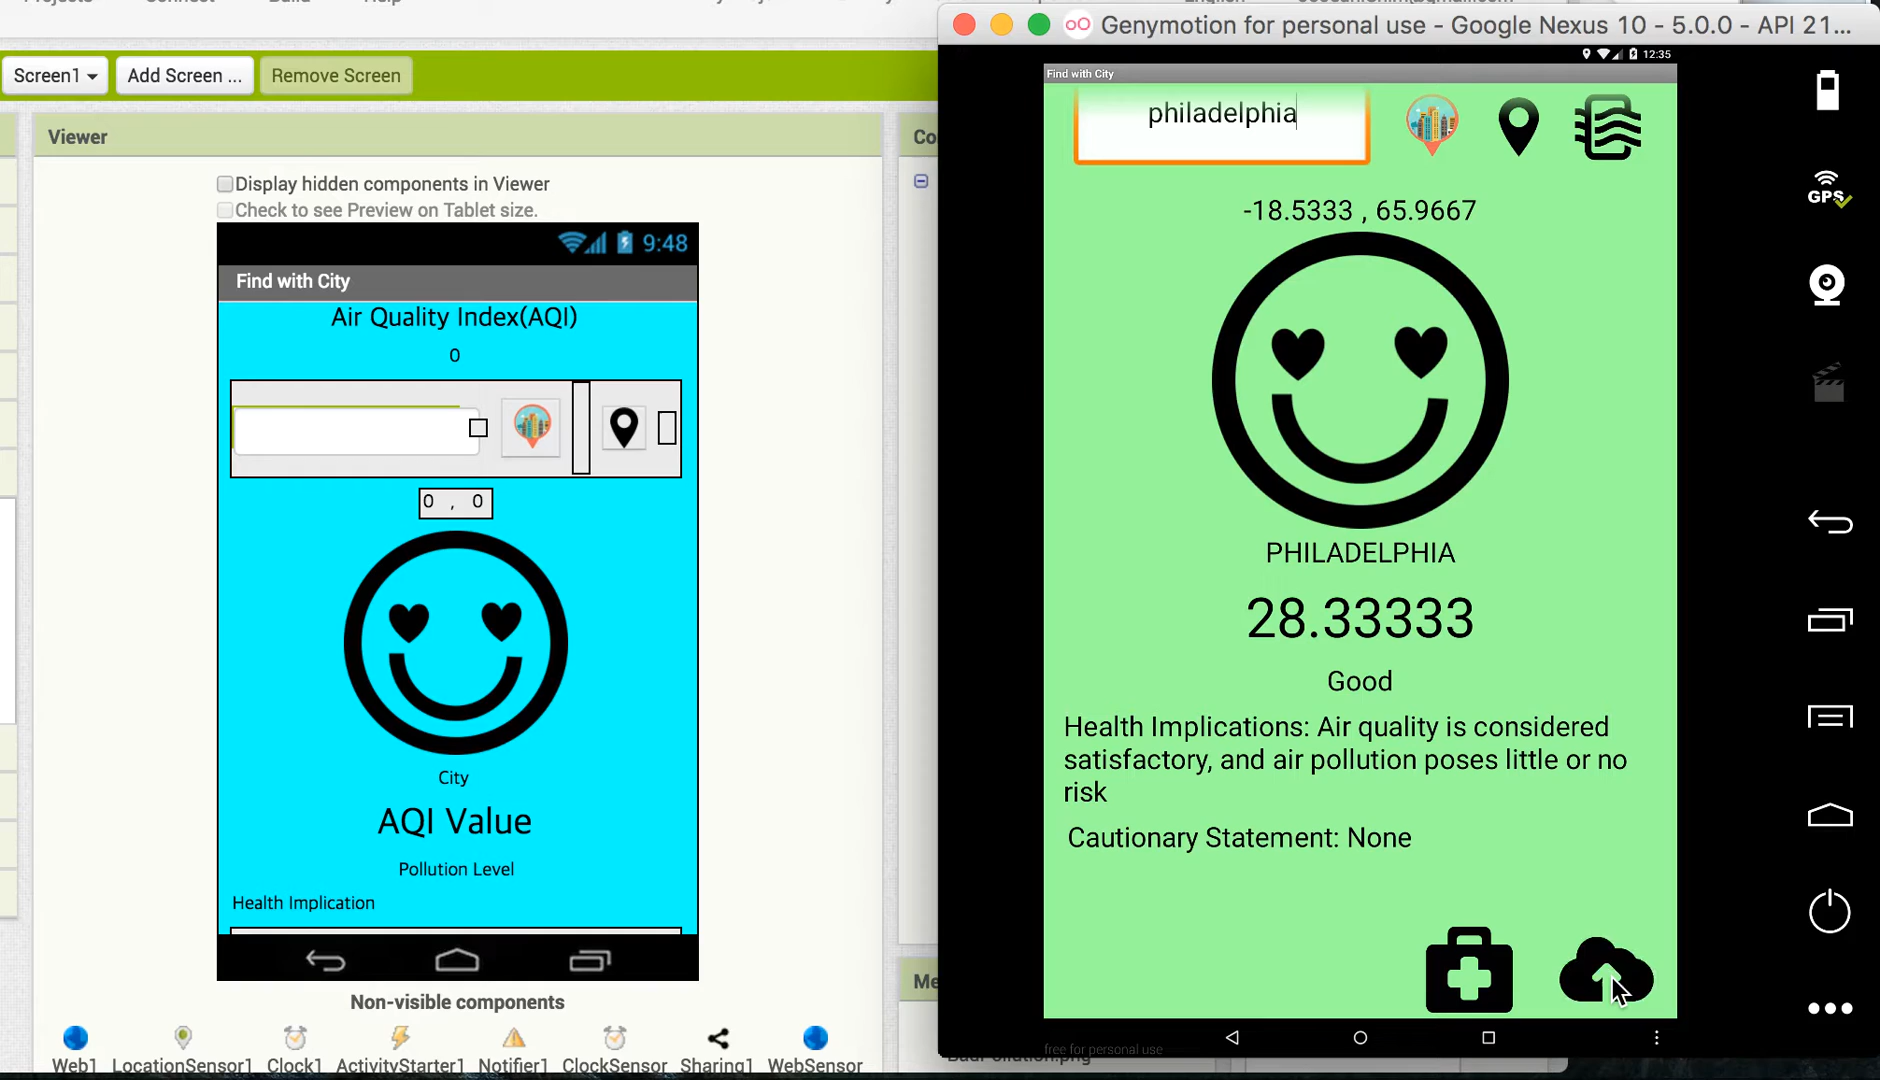 Genymotion for personal use - Google Nexus 10 - 5.0.0 - API 21...
Screen1
Add Screen ...
Remove Screen
Viewer
Display hidden components in Viewer
Check to see Preview on Tablet size.
9:48
Find with City
Air Quality Index(AQI)
0
0 , 0
City
AQI Value
Pollution Level
Health Implication
Non-visible components
Web1
LocationSensor1
Clock1
ActivityStarter1
Notifier1
ClockSensor
Sharing1
WebSensor
12:35
Find with City
philadelphia
-18.5333 , 65.9667
PHILADELPHIA
28.33333
Good
Health Implications: Air quality is considered
satisfactory, and air pollution poses little or no
risk
Cautionary Statement: None
free for personal use
GPS